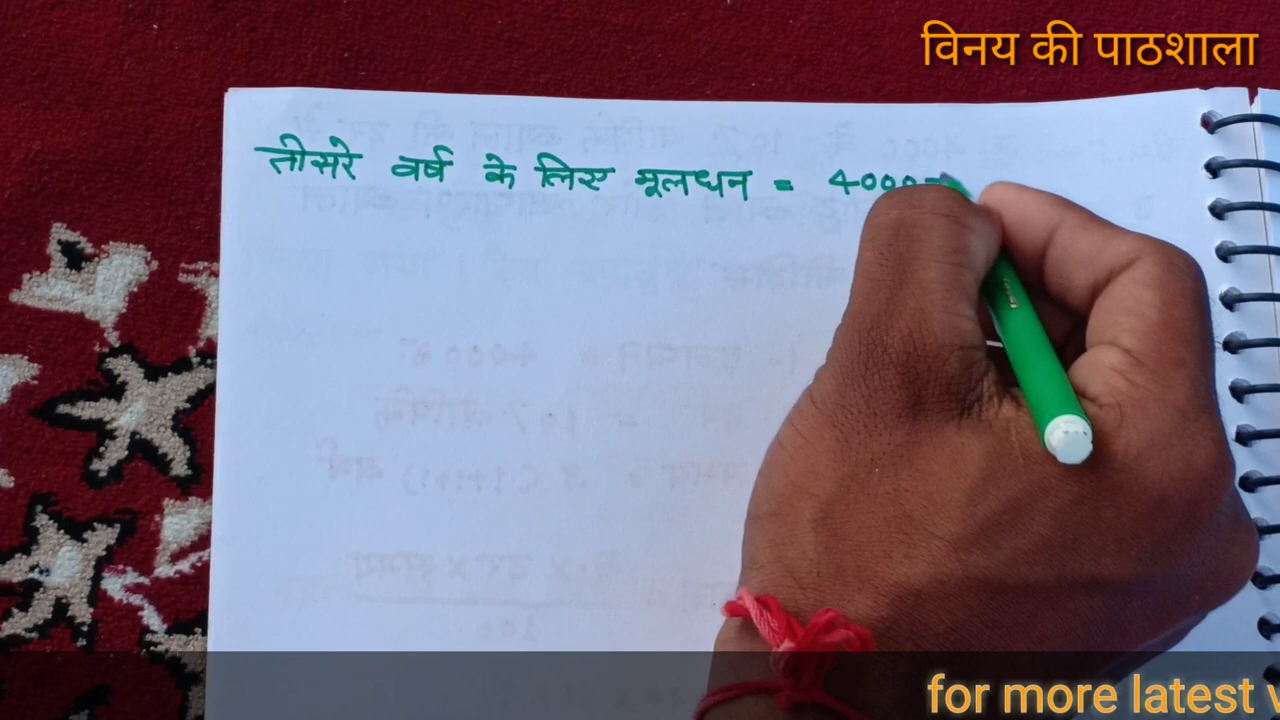 विनय की पाठशाला
तीसरे वर्ष के लिए मूलधन = 4000
for more latest